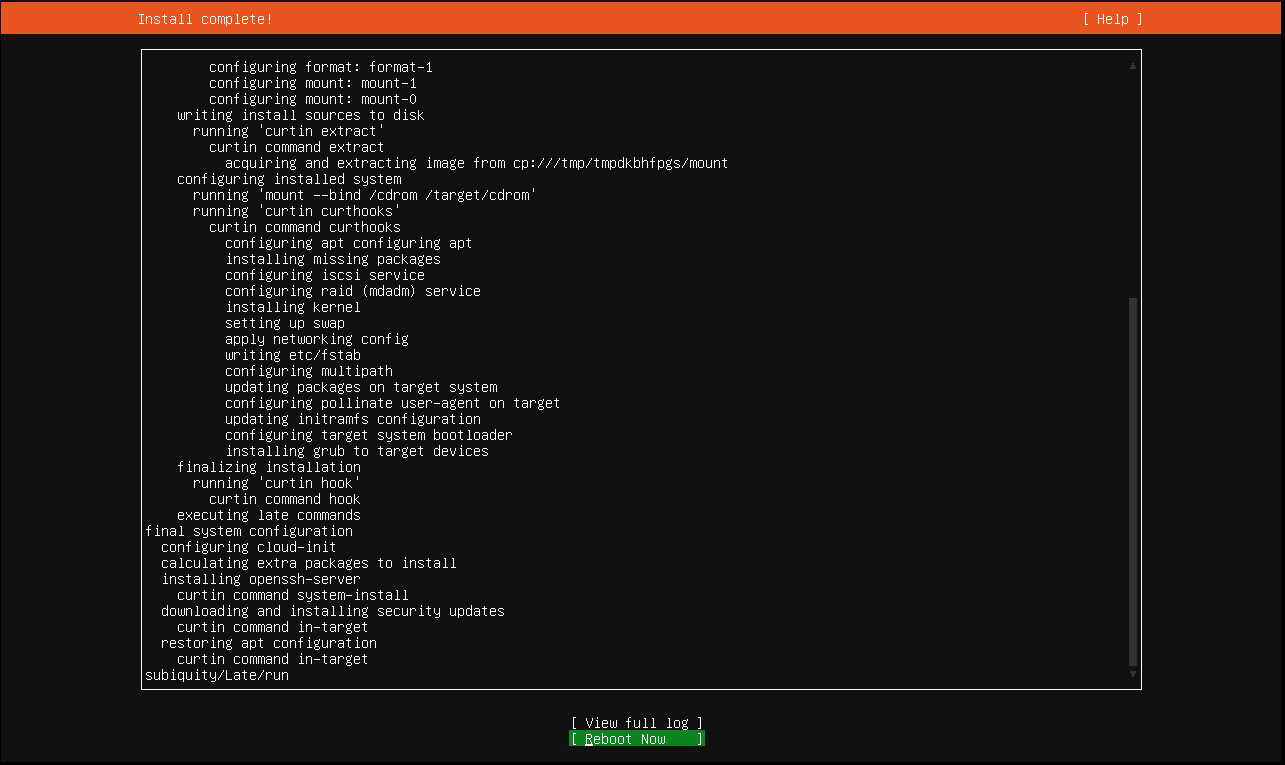 Install complete!
[ Help ]
configuring format: format-1
configuring mount: mount-1
configuring mount: mount-0
writing install sources to disk
running 'curtin extract'
curtin command extract
acquiring and extracting image from cp:///tmp/tmpdkbhfpgs/mount
configuring installed system
running 'mount --bind /cdrom /target/cdrom'
running 'curtin curthooks'
curtin command curthooks
configuring apt configuring apt
installing missing packages
configuring iscsi service
configuring raid (mdadm) service
installing kernel
setting up swap
apply networking config
writing etc/fstab
configuring multipath
updating packages on target system
configuring pollinate user-agent on target
updating initramfs configuration
configuring target system bootloader
installing grub to target devices
finalizing installation
running 'curtin hook'
curtin command hook
executing late commands
final system configuration
configuring cloud-init
calculating extra packages to install
installing openssh-server
curtin command system-install
downloading and installing security updates
curtin command in-target
restoring apt configuration
curtin command in-target
subiquity/Late/run
[ View full log ]
[ Reboot Now ]